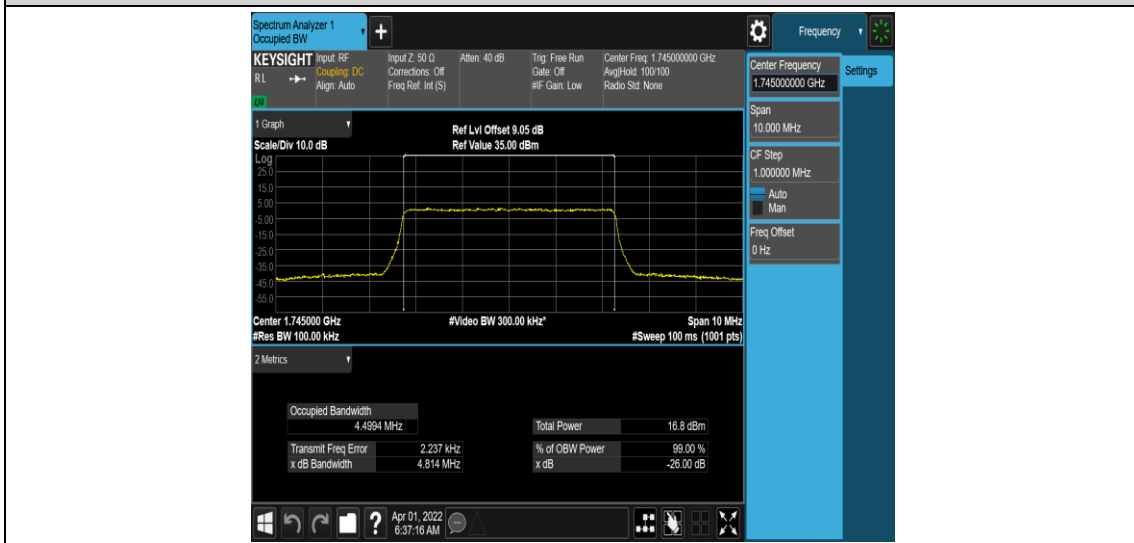 Spectrum Analyzer 1
Occupied BW
Frequency
KEYSIGHT
RL
Input: RF
Coupling: DC
Align: Auto
Input Z: 50 Ω
Corrections: Off
Freq Ref: Int (S)
Atten: 40 dB
Trig: Free Run
Gate: Off
#IF Gain: Low
Center Freq: 1.745000000 GHz
Avg|Hold: 100/100
Radio Std: None
Center Frequency
1.745000000 GHz
Settings
Span
10.000 MHz
CF Step
1.000000 MHz
Auto
Man
Freq Offset
0 Hz
1 Graph
Scale/Div 10.0 dB
Ref Lvl Offset 9.05 dB
Ref Value 35.00 dBm
Log
25.0
15.0
5.00
-5.00
-15.0
-25.0
-35.0
-45.0
-55.0
Center 1.745000 GHz
#Res BW 100.00 kHz
#Video BW 300.00 kHz*
Span 10 MHz
#Sweep 100 ms (1001 pts)
2 Metrics
Occupied Bandwidth
4.4994 MHz
Total Power 16.8 dBm
Transmit Freq Error 2.237 kHz
% of OBW Power 99.00 %
x dB Bandwidth 4.814 MHz
x dB -26.00 dB
?
Apr 01, 2022
6:37:16 AM